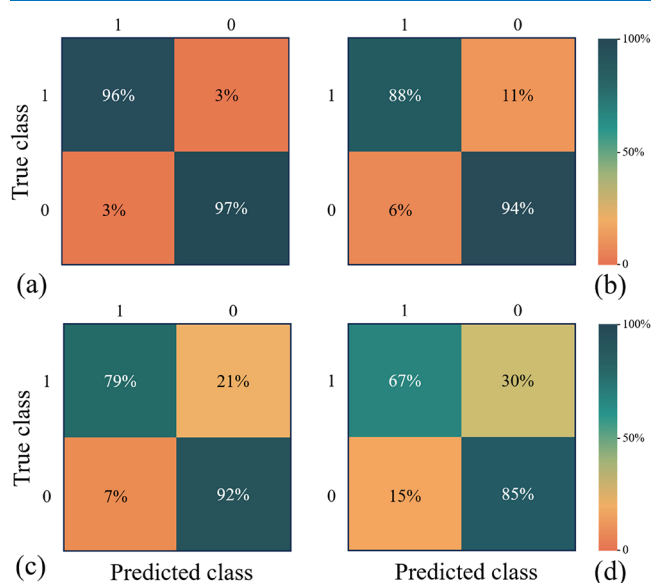 1 0 1 0
100%
1 96% 3% 1 88% 11%
True class
50%
0 3% 97% 0 6% 94%
0
(a) (b)
1 0 1 0
100%
1 79% 21% 1 67% 30%
True class
50%
0 7% 92% 0 15% 85%
0
(c) Predicted class Predicted class (d)